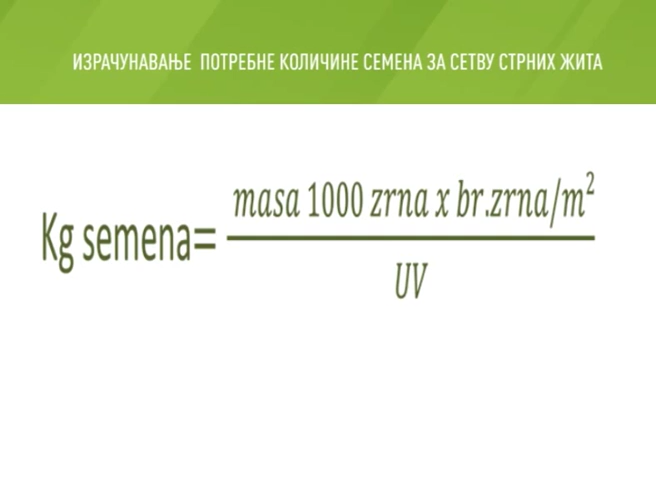 ИЗРАЧУНАВАЊЕ ПОТРЕБНЕ КОЛИЧИНЕ СЕМЕНА ЗА СЕТВУ СТРНИХ ЖИТА
Kg semena= masa 1000 zrna x br.zrna/m²
UV